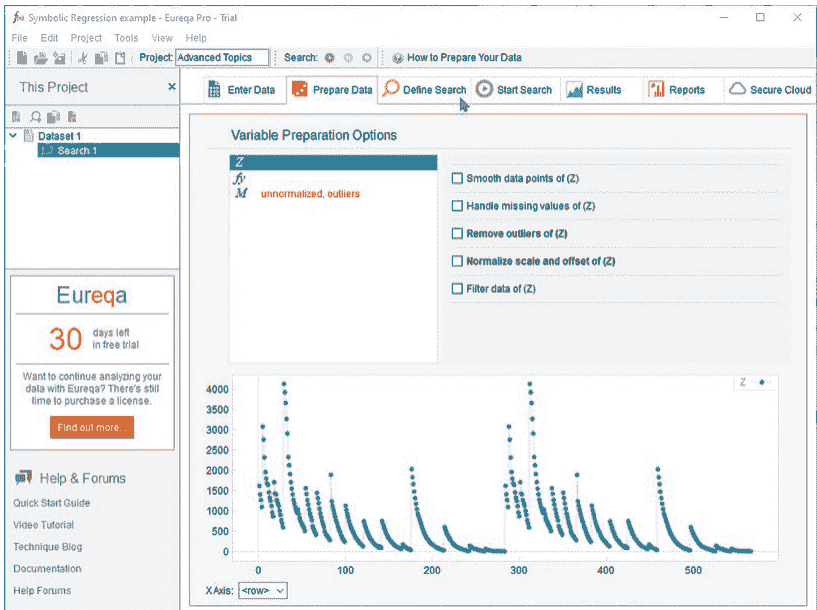 Symbolic Regression example - Eureqa Pro - Trial
File Edit Project Tools View Help
Project: Advanced Topics Search: How to Prepare Your Data
This Project
Enter Data Prepare Data Define Search Start Search Results Reports Secure Cloud
Dataset 1
Search 1
Variable Preparation Options
Z
fy
M unnormalized, outliers
Smooth data points of (Z)
Handle missing values of (Z)
Remove outliers of (Z)
Normalize scale and offset of (Z)
Filter data of (Z)
Eureqa
30 days left
in free trial
Want to continue analyzing your
data with Eureqa? There's still
time to purchase a license.
Find out more...
Help & Forums
Quick Start Guide
Video Tutorial
Technique Blog
Documentation
Help Forums
Z
4000
3500
3000
2500
2000
1500
1000
500
0
0 100 200 300 400 500
X Axis: <row>